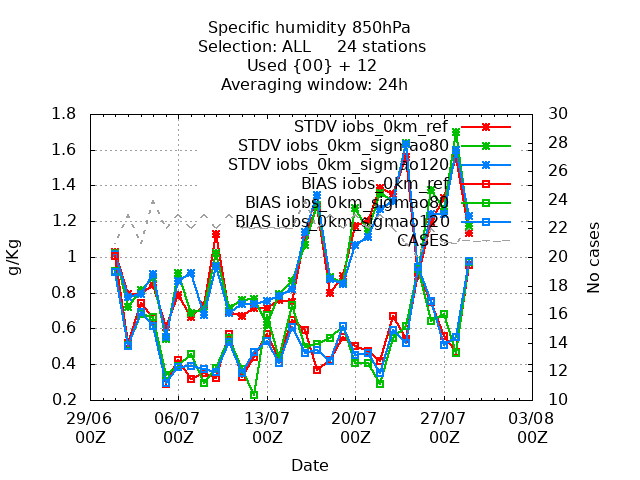 Specific humidity 850hPa
Selection: ALL 24 stations
Used {00} + 12
Averaging window: 24h
1.8
1.6
1.4
1.2
1
0.8
0.6
0.4
0.2
g/Kg
30
28
26
24
22
20
18
16
14
12
10
No cases
STDV iobs_0km_ref
STDV iobs_0km_sigmao80
STDV iobs_0km_sigmao120
BIAS iobs_0km_ref
BIAS iobs_0km_sigmao80
BIAS iobs_0km_sigmao120
CASES
29/06 06/07 13/07 20/07 27/07 03/08
00Z 00Z 00Z 00Z 00Z 00Z
Date